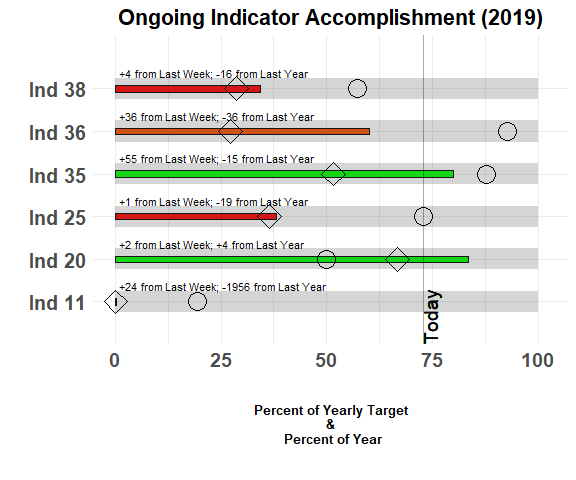 Ongoing Indicator Accomplishment (2019)
Ind 38
+4 from Last Week; -16 from Last Year
Ind 36
+36 from Last Week; -36 from Last Year
Ind 35
+55 from Last Week; -15 from Last Year
Ind 25
+1 from Last Week; -19 from Last Year
Ind 20
+2 from Last Week; +4 from Last Year
Ind 11
+24 from Last Week; -1956 from Last Year
Today
0 25 50 75 100
Percent of Yearly Target
&
Percent of Year